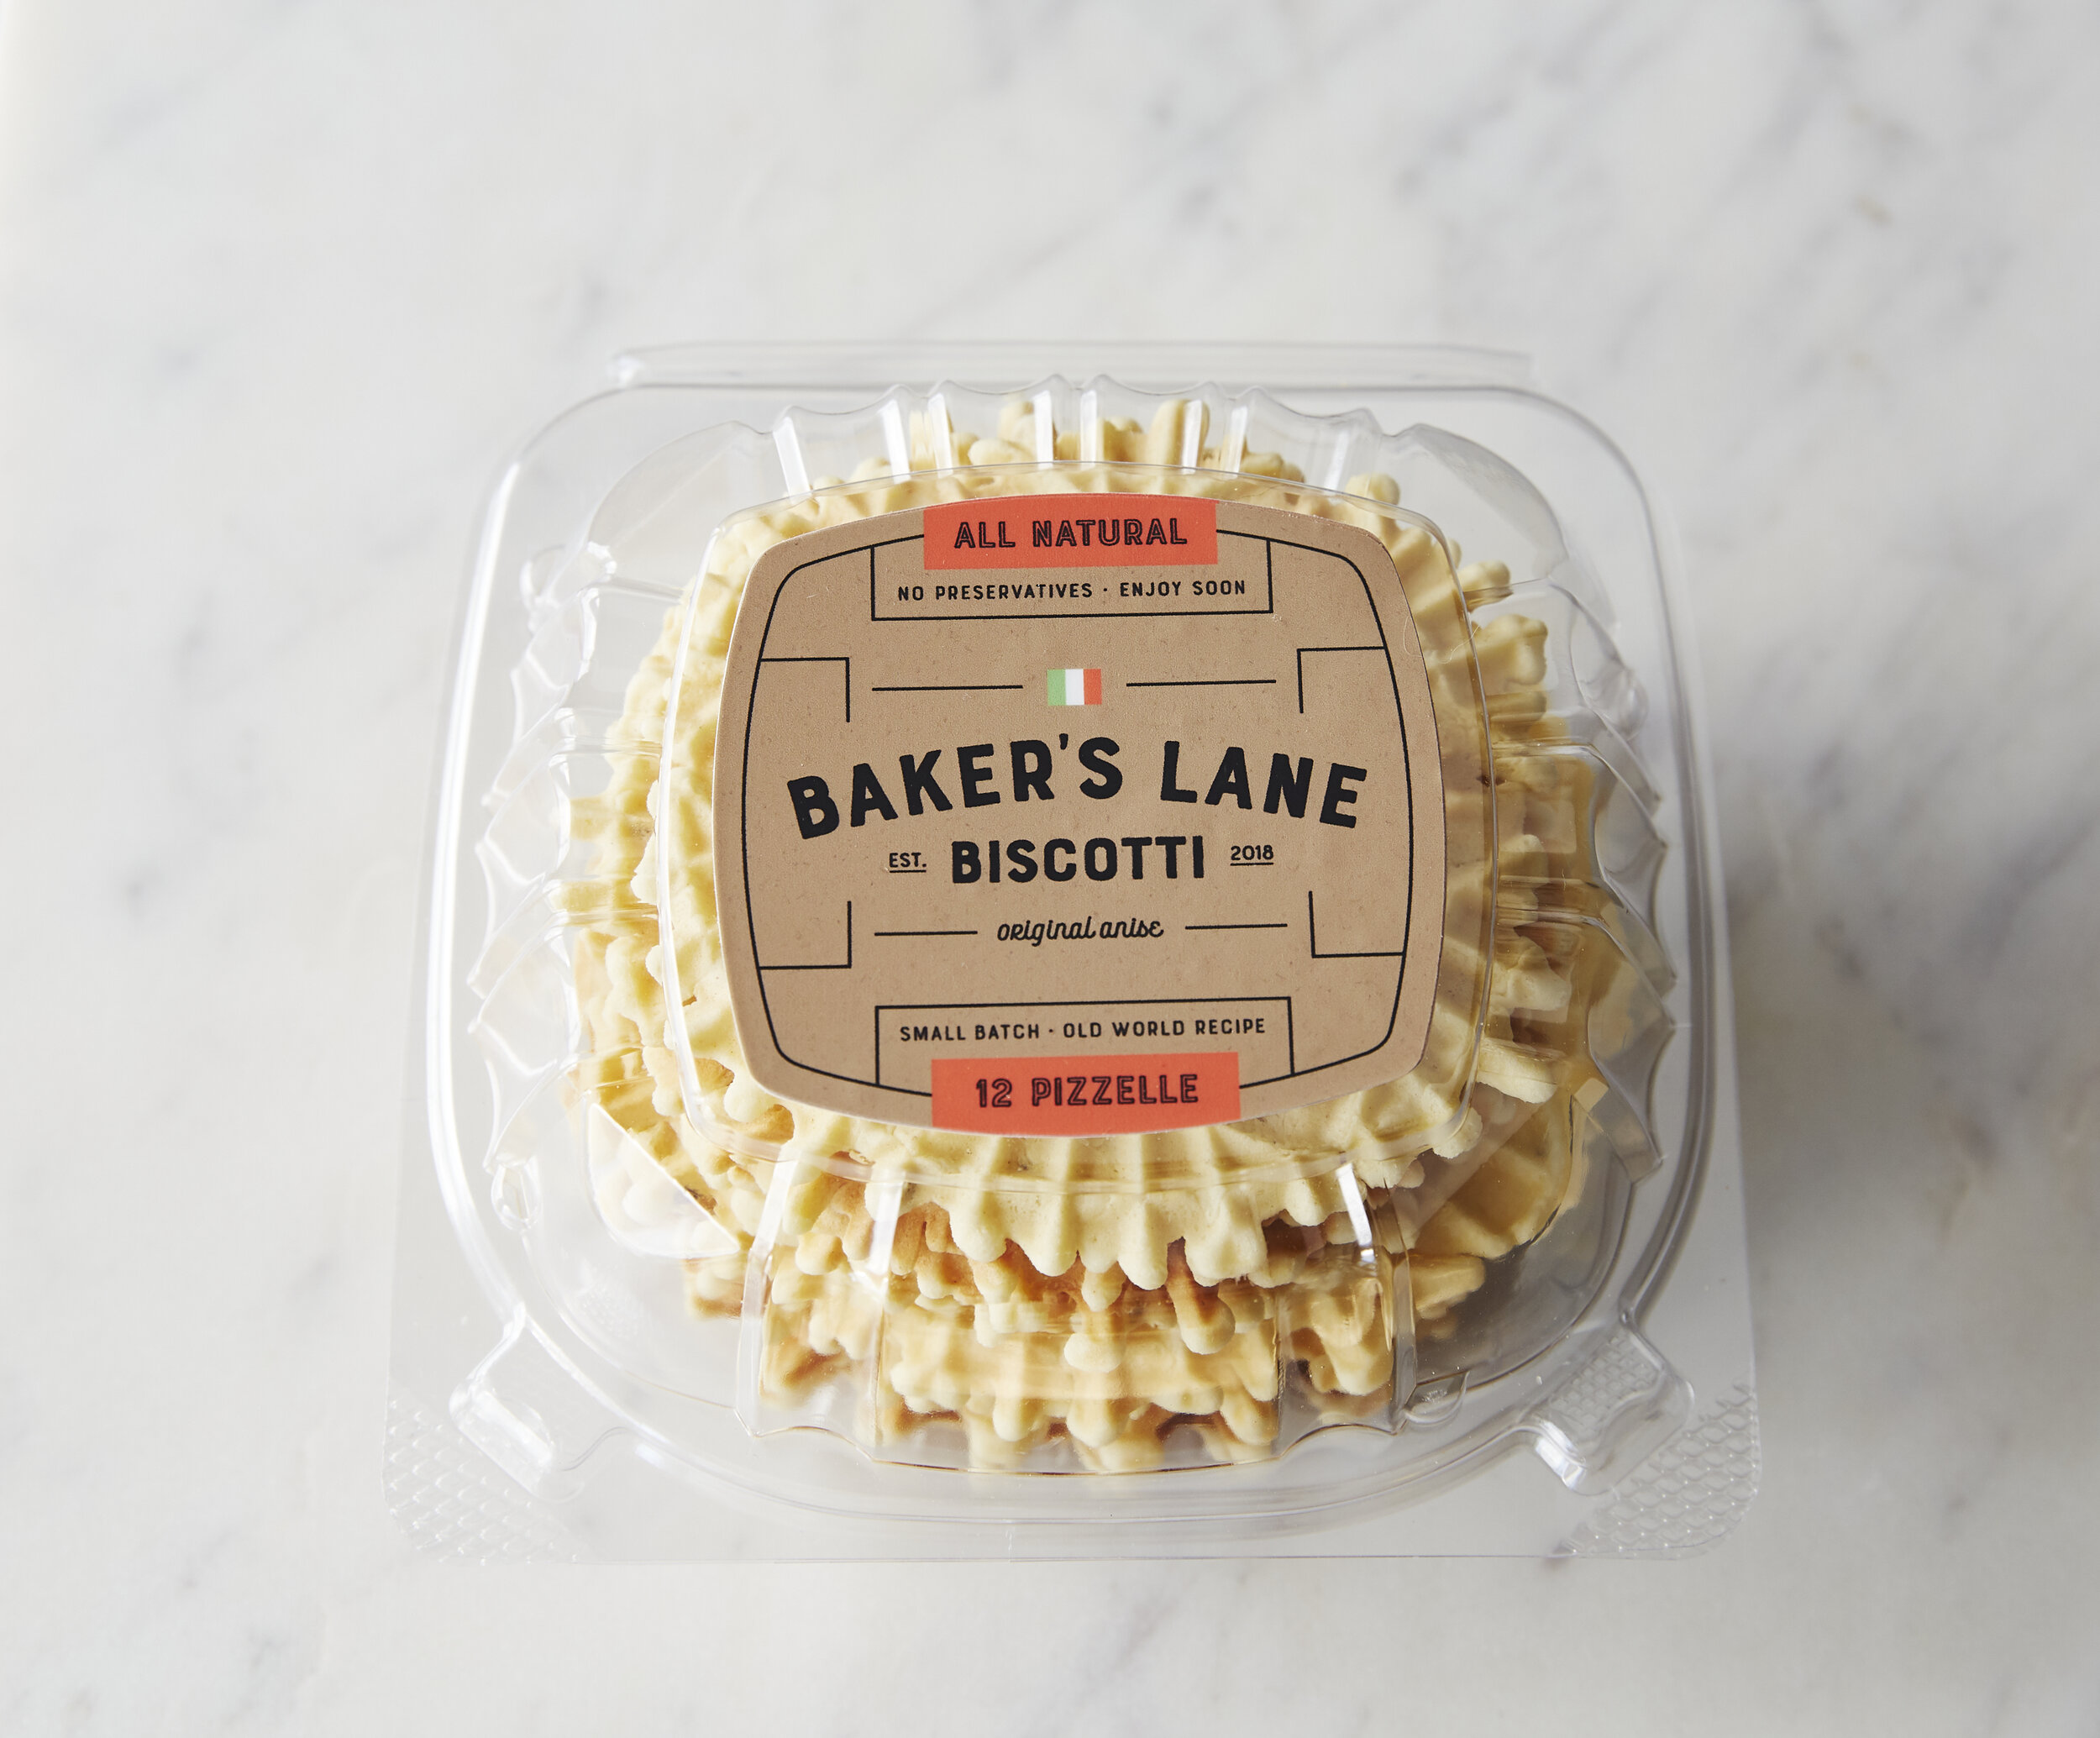 ALL NATURAL
NO PRESERVATIVES · ENJOY SOON
BAKER'S LANE
EST. BISCOTTI 2018
original anise
SMALL BATCH · OLD WORLD RECIPE
12 PIZZELLE